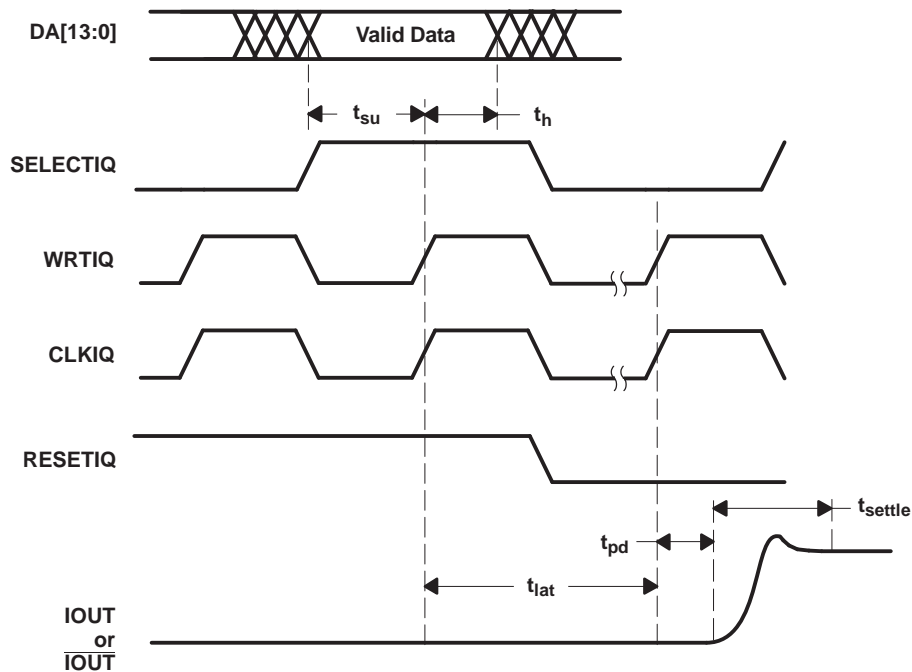 DA[13:0]
Valid Data
tsu
th
SELECTIQ
WRTIQ
CLKIQ
RESETIQ
tsettle
tpd
tlat
IOUT
or
IOUT